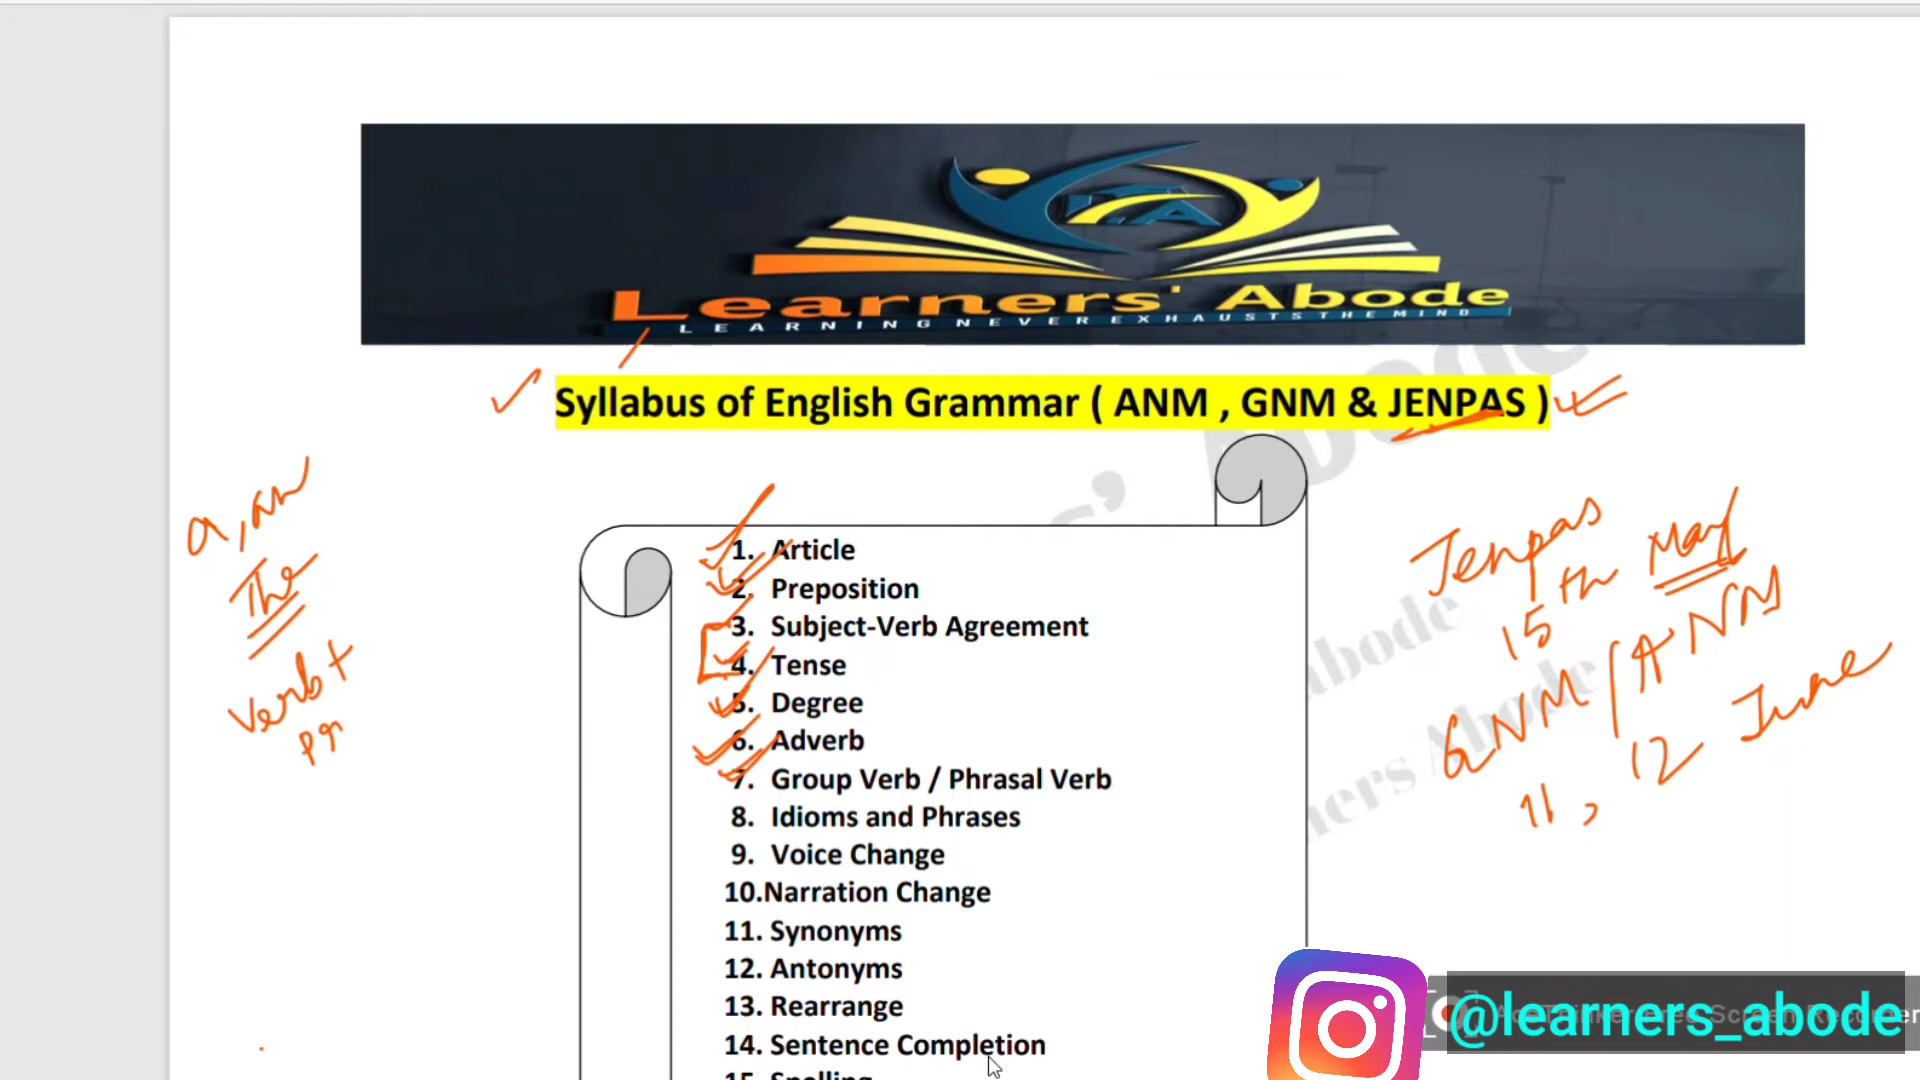 Learners' Abode
LEARNING NEVER EXHAUSTS THE MIND
Syllabus of English Grammar ( ANM , GNM & JENPAS )
a, an
The
Verb +
pr
1. Article
2. Preposition
3. Subject-Verb Agreement
4. Tense
5. Degree
6. Adverb
7. Group Verb / Phrasal Verb
8. Idioms and Phrases
9. Voice Change
10.Narration Change
11. Synonyms
12. Antonyms
13. Rearrange
14. Sentence Completion
15. Spelling
Jenpas
15th May
GNM / ANM
11, 12 June
@learners_abode